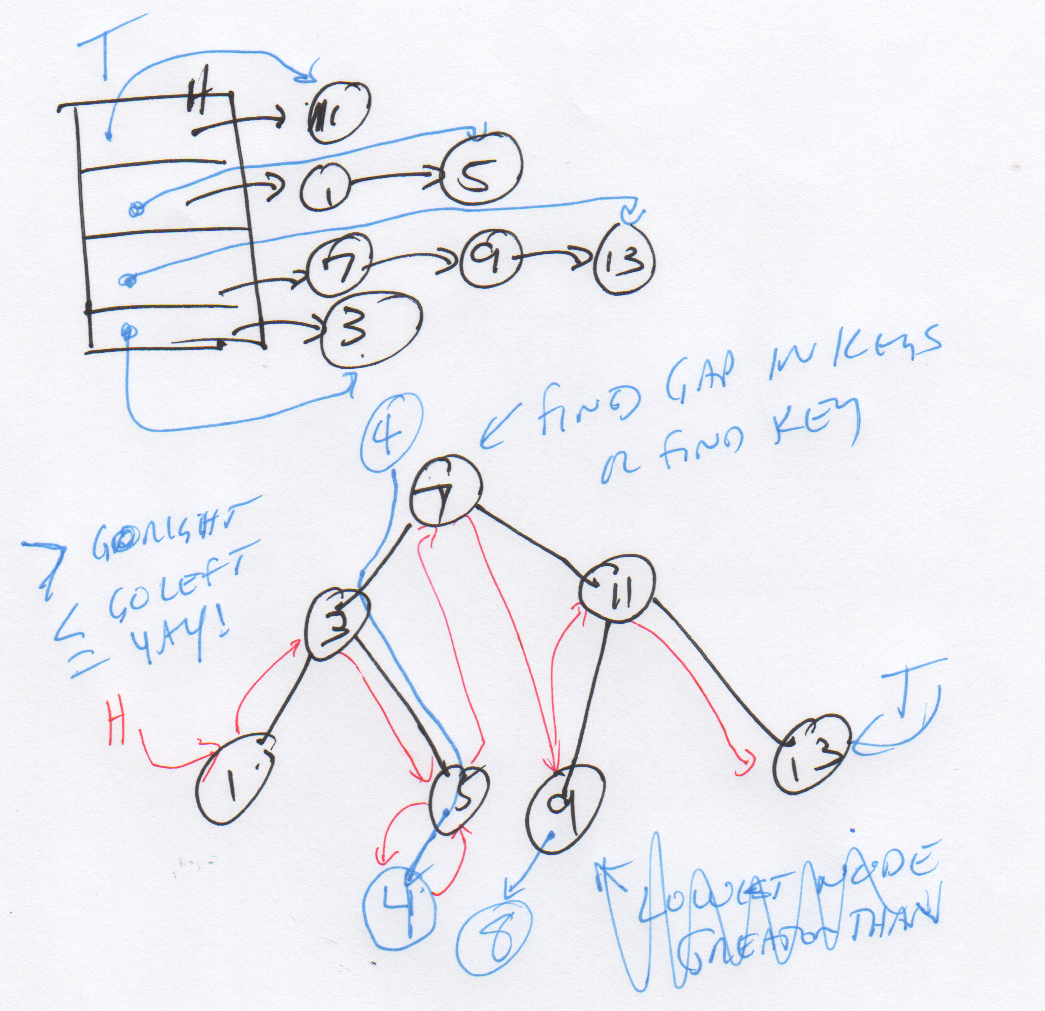 T
H
11
1 5
7 9 13
3
4
← FIND GAP IN KEYS
OR FIND KEY
7
> GO RIGHT
< GO LEFT
= YAY!
3
11
H
T
1
5
9
13
4
8
LOWEST NODE
GREATER THAN